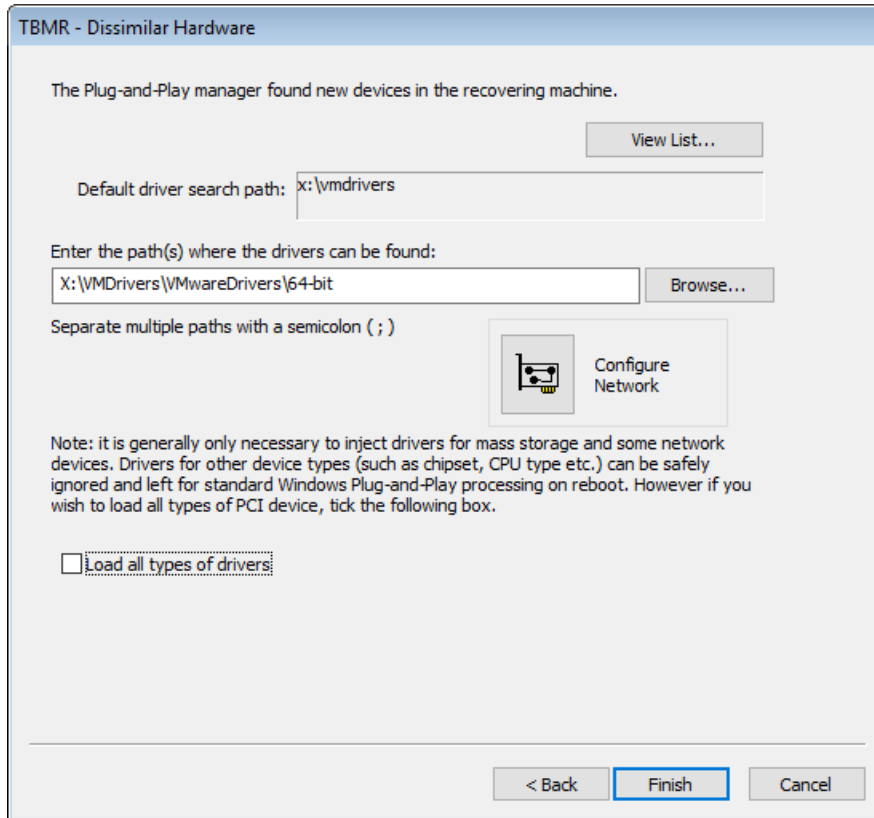 TBMR - Dissimilar Hardware
The Plug-and-Play manager found new devices in the recovering machine.
View List...
Default driver search path: x:\vmdrivers
Enter the path(s) where the drivers can be found:
X:\VMDrivers\VMwareDrivers\64-bit
Browse...
Separate multiple paths with a semicolon ( ; )
Configure
Network
Note: it is generally only necessary to inject drivers for mass storage and some network
devices. Drivers for other device types (such as chipset, CPU type etc.) can be safely
ignored and left for standard Windows Plug-and-Play processing on reboot. However if you
wish to load all types of PCI device, tick the following box.
Load all types of drivers
< Back
Finish
Cancel